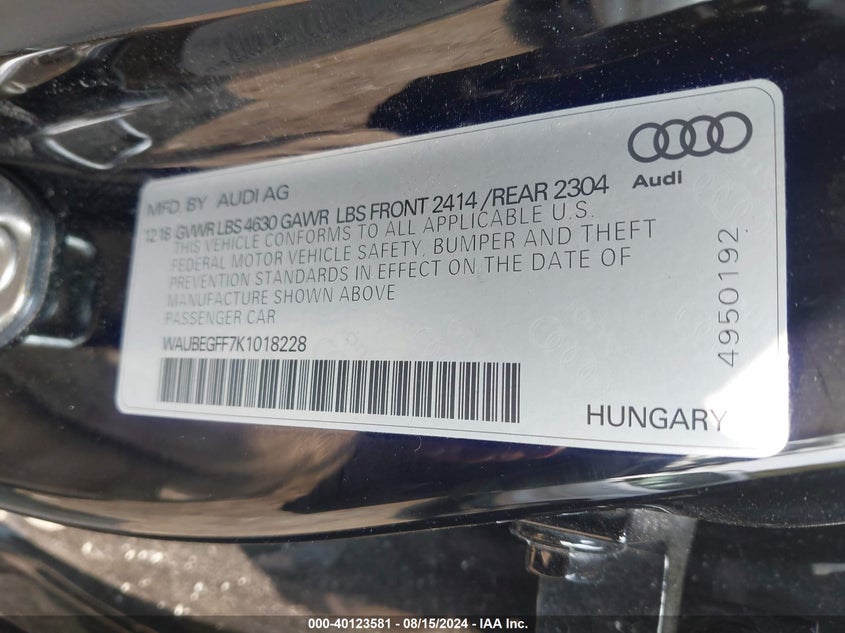 MFD. BY AUDI AG
12 18 GVWR LBS 4630 GAWR LBS FRONT 2414 /REAR 2304
THIS VEHICLE CONFORMS TO ALL APPLICABLE U.S.
FEDERAL MOTOR VEHICLE SAFETY, BUMPER AND THEFT
PREVENTION STANDARDS IN EFFECT ON THE DATE OF
MANUFACTURE SHOWN ABOVE
PASSENGER CAR
WAUBEGFF7K1018228
Audi
4950192
HUNGARY
000-40123581 - 08/15/2024 - IAA Inc.